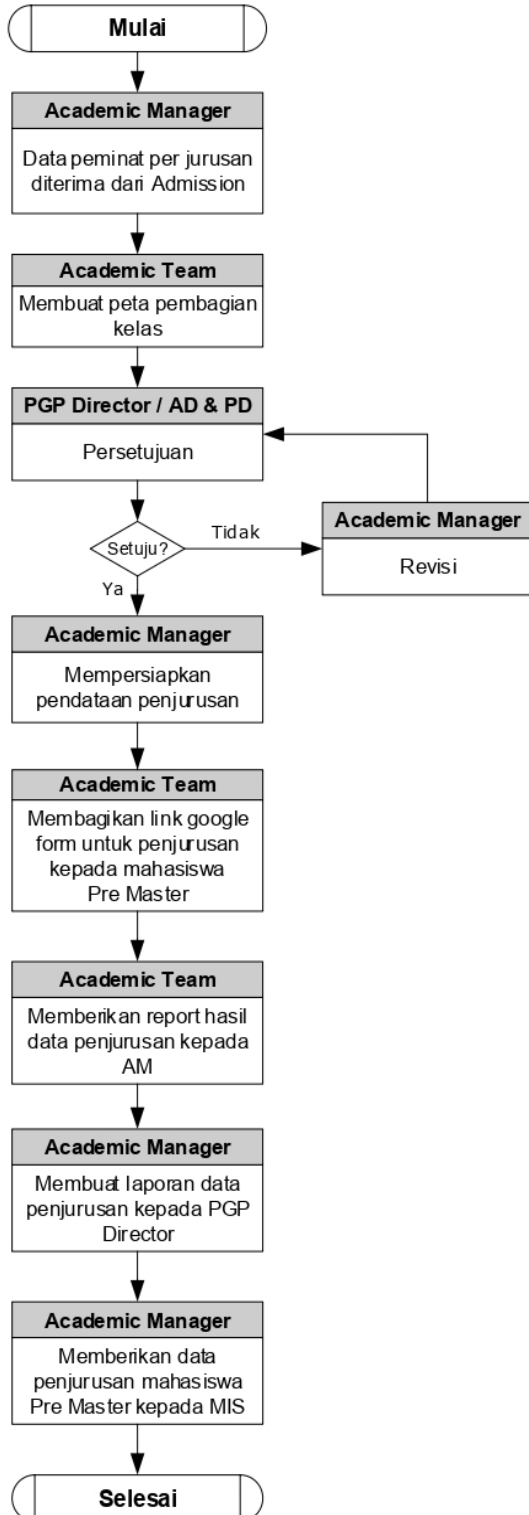 Mulai
Academic Manager
Data peminat per jurusan
diterima dari Admission
Academic Team
Membuat peta pembagian
kelas
PGP Director / AD & PD
Persetujuan
Setuju?
Tidak
Academic Manager
Revisi
Ya
Academic Manager
Mempersiapkan
pendataan penjurusan
Academic Team
Membagikan link google
form untuk penjurusan
kepada mahasiswa
Pre Master
Academic Team
Memberikan report hasil
data penjurusan kepada
AM
Academic Manager
Membuat laporan data
penjurusan kepada PGP
Director
Academic Manager
Memberikan data
penjurusan mahasiswa
Pre Master kepada MIS
Selesai